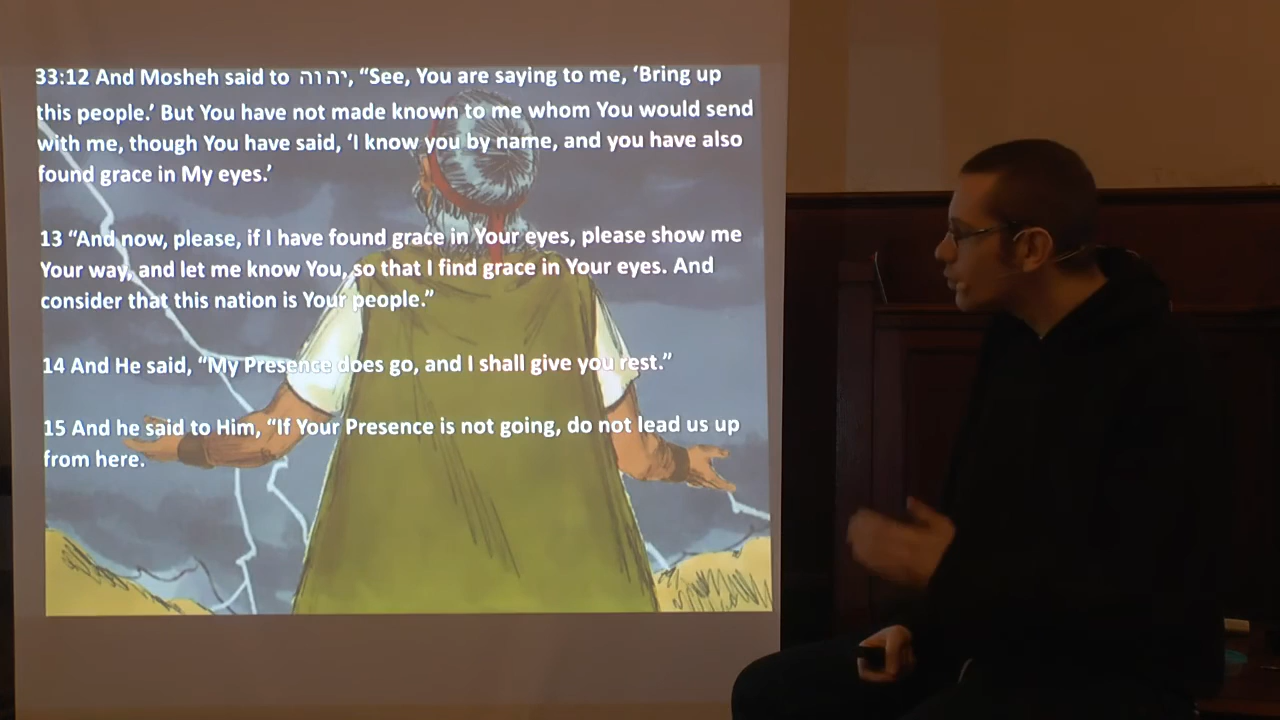 33:12 And Mosheh said to יהוה, “See, You are saying to me, ‘Bring up
this people.’ But You have not made known to me whom You would send
with me, though You have said, ‘I know you by name, and you have also
found grace in My eyes.’
13 “And now, please, if I have found grace in Your eyes, please show me
Your way, and let me know You, so that I find grace in Your eyes. And
consider that this nation is Your people.”
14 And He said, “My Presence does go, and I shall give you rest.”
15 And he said to Him, “If Your Presence is not going, do not lead us up
from here.